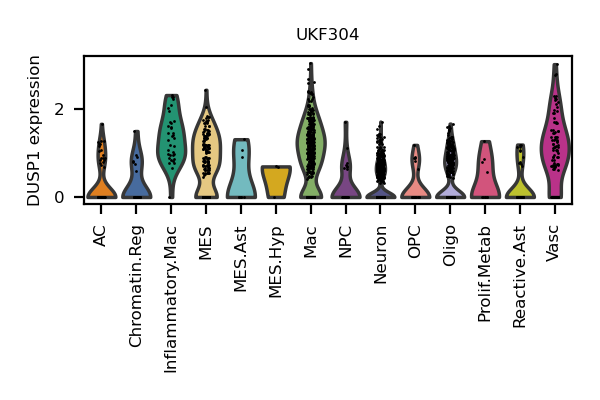 UKF304
DUSP1 expression
2
0
AC
Chromatin.Reg
Inflammatory.Mac
MES
MES.Ast
MES.Hyp
Mac
NPC
Neuron
OPC
Oligo
Prolif.Metab
Reactive.Ast
Vasc